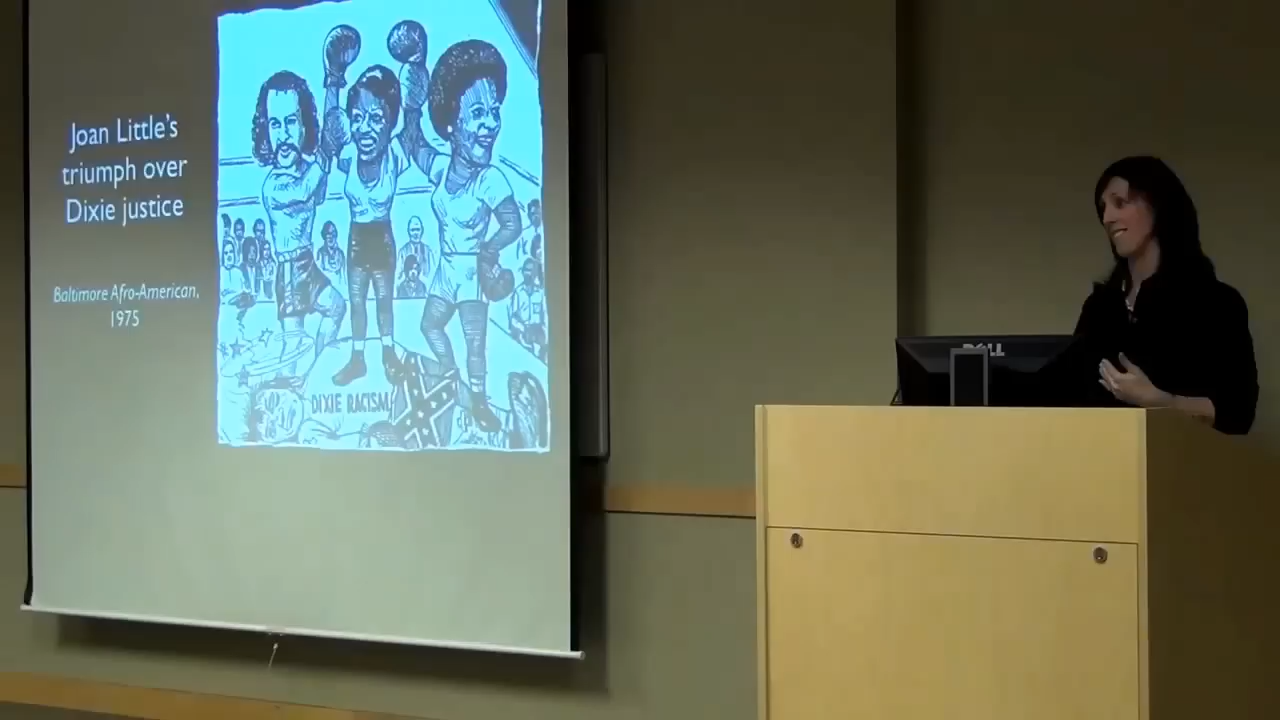 Joan Little's
triumph over
Dixie justice
Baltimore Afro-American,
1975
DIXIE RACISM
DELL